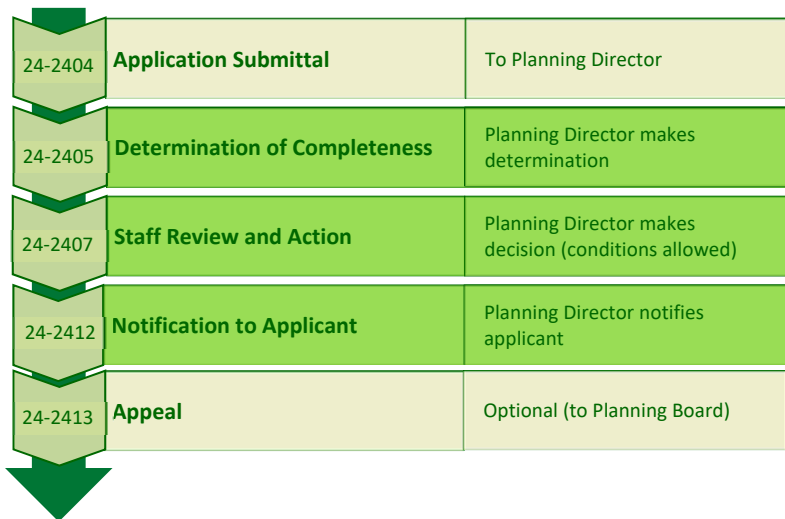 24-2404
Application Submittal
To Planning Director
24-2405
Determination of Completeness
Planning Director makes
determination
24-2407
Staff Review and Action
Planning Director makes
decision (conditions allowed)
24-2412
Notification to Applicant
Planning Director notifies
applicant
24-2413
Appeal
Optional (to Planning Board)